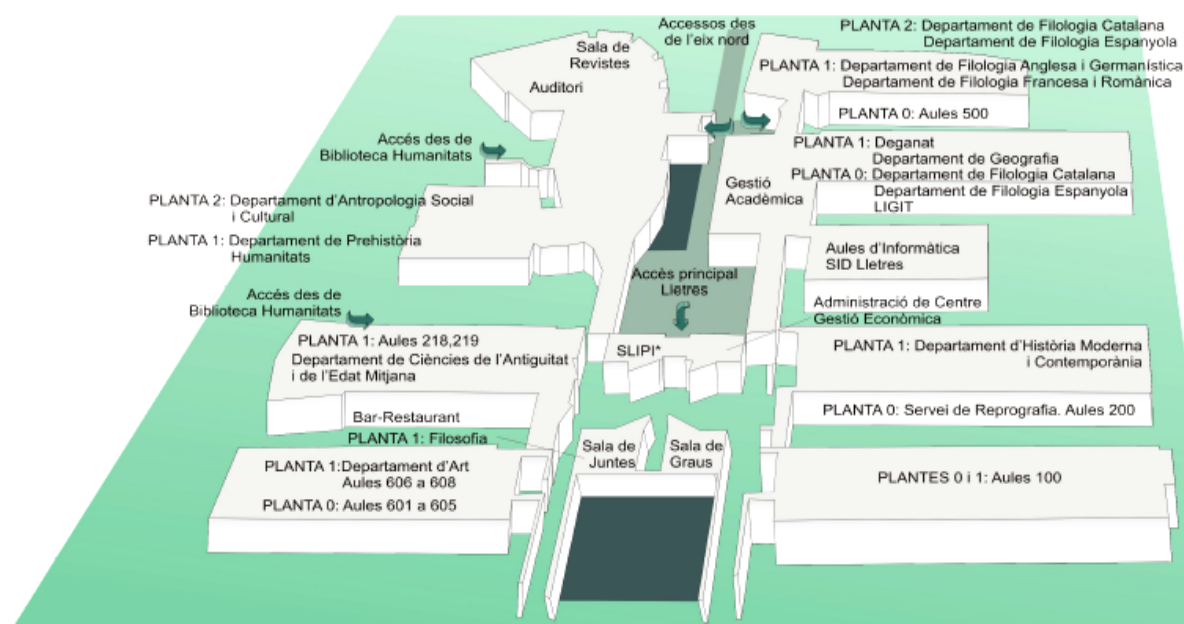 Accessos des
de l'eix nord
PLANTA 2: Departament de Filologia Catalana
Departament de Filologia Espanyola
Sala de
Revistes
Auditori
PLANTA 1: Departament de Filologia Anglesa i Germanística
Departament de Filologia Francesa i Romànica
PLANTA 0: Aules 500
Accés des de
Biblioteca Humanitats
PLANTA 1: Deganat
Departament de Geografia
PLANTA 0: Departament de Filologia Catalana
Departament de Filologia Espanyola
LIGIT
Gestió
Acadèmica
PLANTA 2: Departament d'Antropologia Social
i Cultural
PLANTA 1: Departament de Prehistòria
Humanitats
Aules d'Informàtica
SID Lletres
Accès principal
Lletres
Accés des de
Biblioteca Humanitats
Administració de Centre
Gestió Econòmica
PLANTA 1: Aules 218,219
Departament de Ciències de l'Antiguitat
i de l'Edat Mitjana
SLIPI*
PLANTA 1: Departament d'Història Moderna
i Contemporània
Bar-Restaurant
PLANTA 0: Servei de Reprografia. Aules 200
PLANTA 1: Filosofia
Sala de
Juntes
Sala de
Graus
PLANTA 1:Departament d'Art
Aules 606 a 608
PLANTA 0: Aules 601 a 605
PLANTES 0 i 1: Aules 100